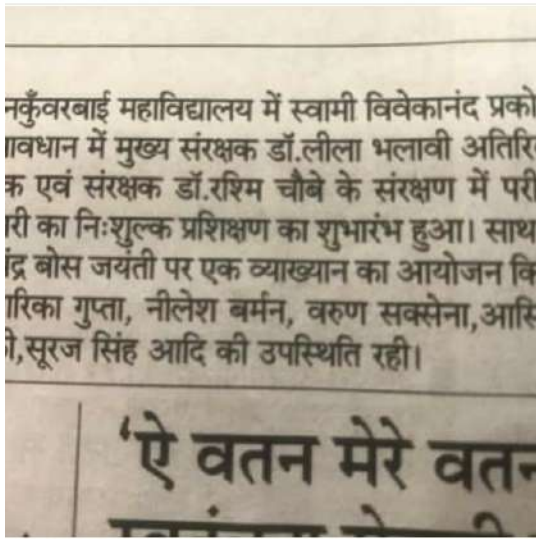 नकुँवरबाई महाविद्यालय में स्वामी विवेकानंद प्रको
ावधान में मुख्य संरक्षक डॉ.लीला भलावी अतिरि
क एवं संरक्षक डॉ.रश्मि चौबे के संरक्षण में परी
ारी का निःशुल्क प्रशिक्षण का शुभारंभ हुआ। साथ
ंद्र बोस जयंती पर एक व्याख्यान का आयोजन कि
ारिका गुप्ता, नीलेश बर्मन, वरुण सक्सेना,आसि
ी,सूरज सिंह आदि की उपस्थिति रही।
‘ऐ वतन मेरे वतन